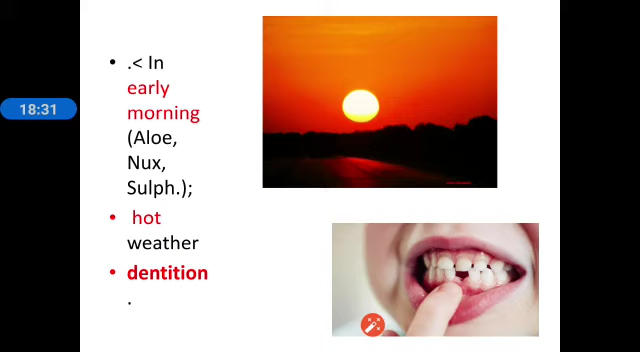 .< In
early
morning
(Aloe,
Nux,
Sulph.);
hot
weather
dentition
.
18:31